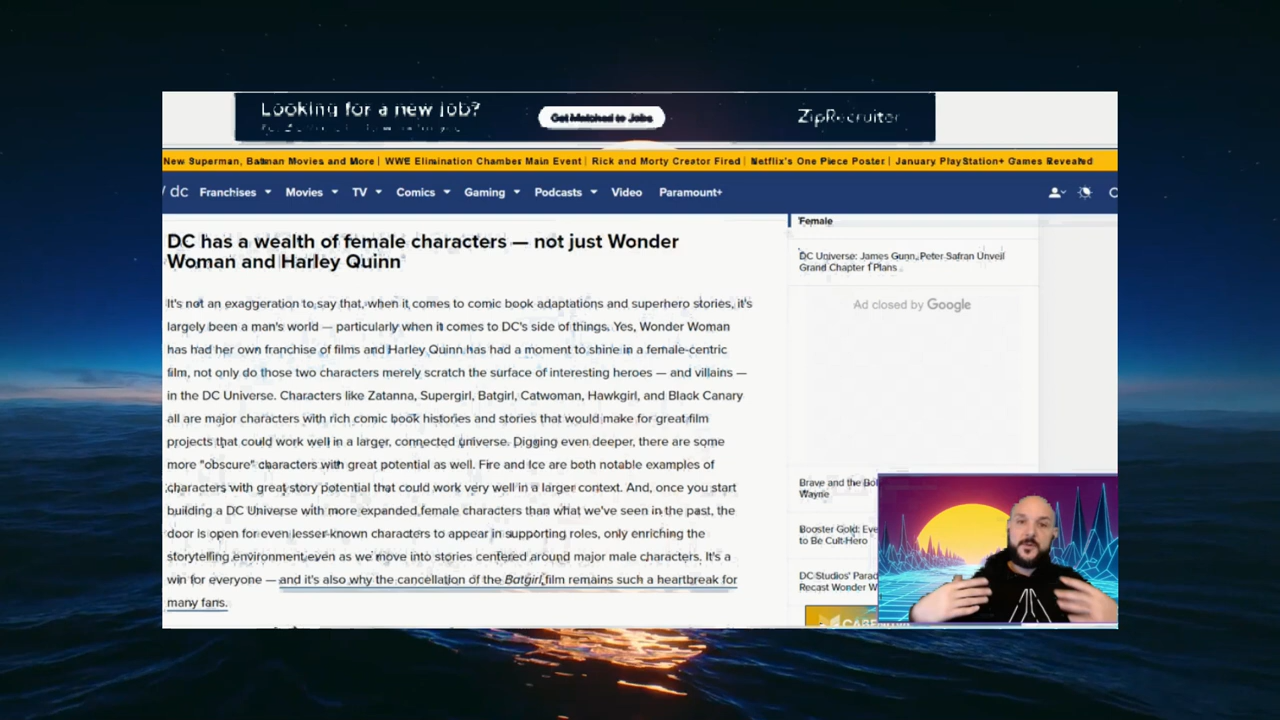 Looking for a new job?
Get Matched to Jobs
ZipRecruiter
New Superman, Batman Movies and More | WWE Elimination Chamber Main Event | Rick and Morty Creator Fired | Netflix's One Piece Poster | January PlayStation+ Games Revealed
/ dc Franchises Movies TV Comics Gaming Podcasts Video Paramount+
DC has a wealth of female characters — not just Wonder
Woman and Harley Quinn
It's not an exaggeration to say that, when it comes to comic book adaptations and superhero stories, it's
largely been a man's world — particularly when it comes to DC's side of things. Yes, Wonder Woman
has had her own franchise of films and Harley Quinn has had a moment to shine in a female-centric
film, not only do those two characters merely scratch the surface of interesting heroes — and villains —
in the DC Universe. Characters like Zatanna, Supergirl, Batgirl, Catwoman, Hawkgirl, and Black Canary
all are major characters with rich comic book histories and stories that would make for great film
projects that could work well in a larger, connected universe. Digging even deeper, there are some
more "obscure" characters with great potential as well. Fire and Ice are both notable examples of
characters with great story potential that could work very well in a larger context. And, once you start
building a DC Universe with more expanded female characters than what we've seen in the past, the
door is open for even lesser-known characters to appear in supporting roles, only enriching the
storytelling environment even as we move into stories centered around major male characters. It's a
win for everyone — and it's also why the cancellation of the Batgirl film remains such a heartbreak for
many fans.
Female
DC Universe: James Gunn, Peter Safran Unveil
Grand Chapter 1 Plans
Ad closed by Google
Brave and the Bol
Wayne
Booster Gold: Eve
to Be Cult-Hero
DC Studios' Parad
Recast Wonder W